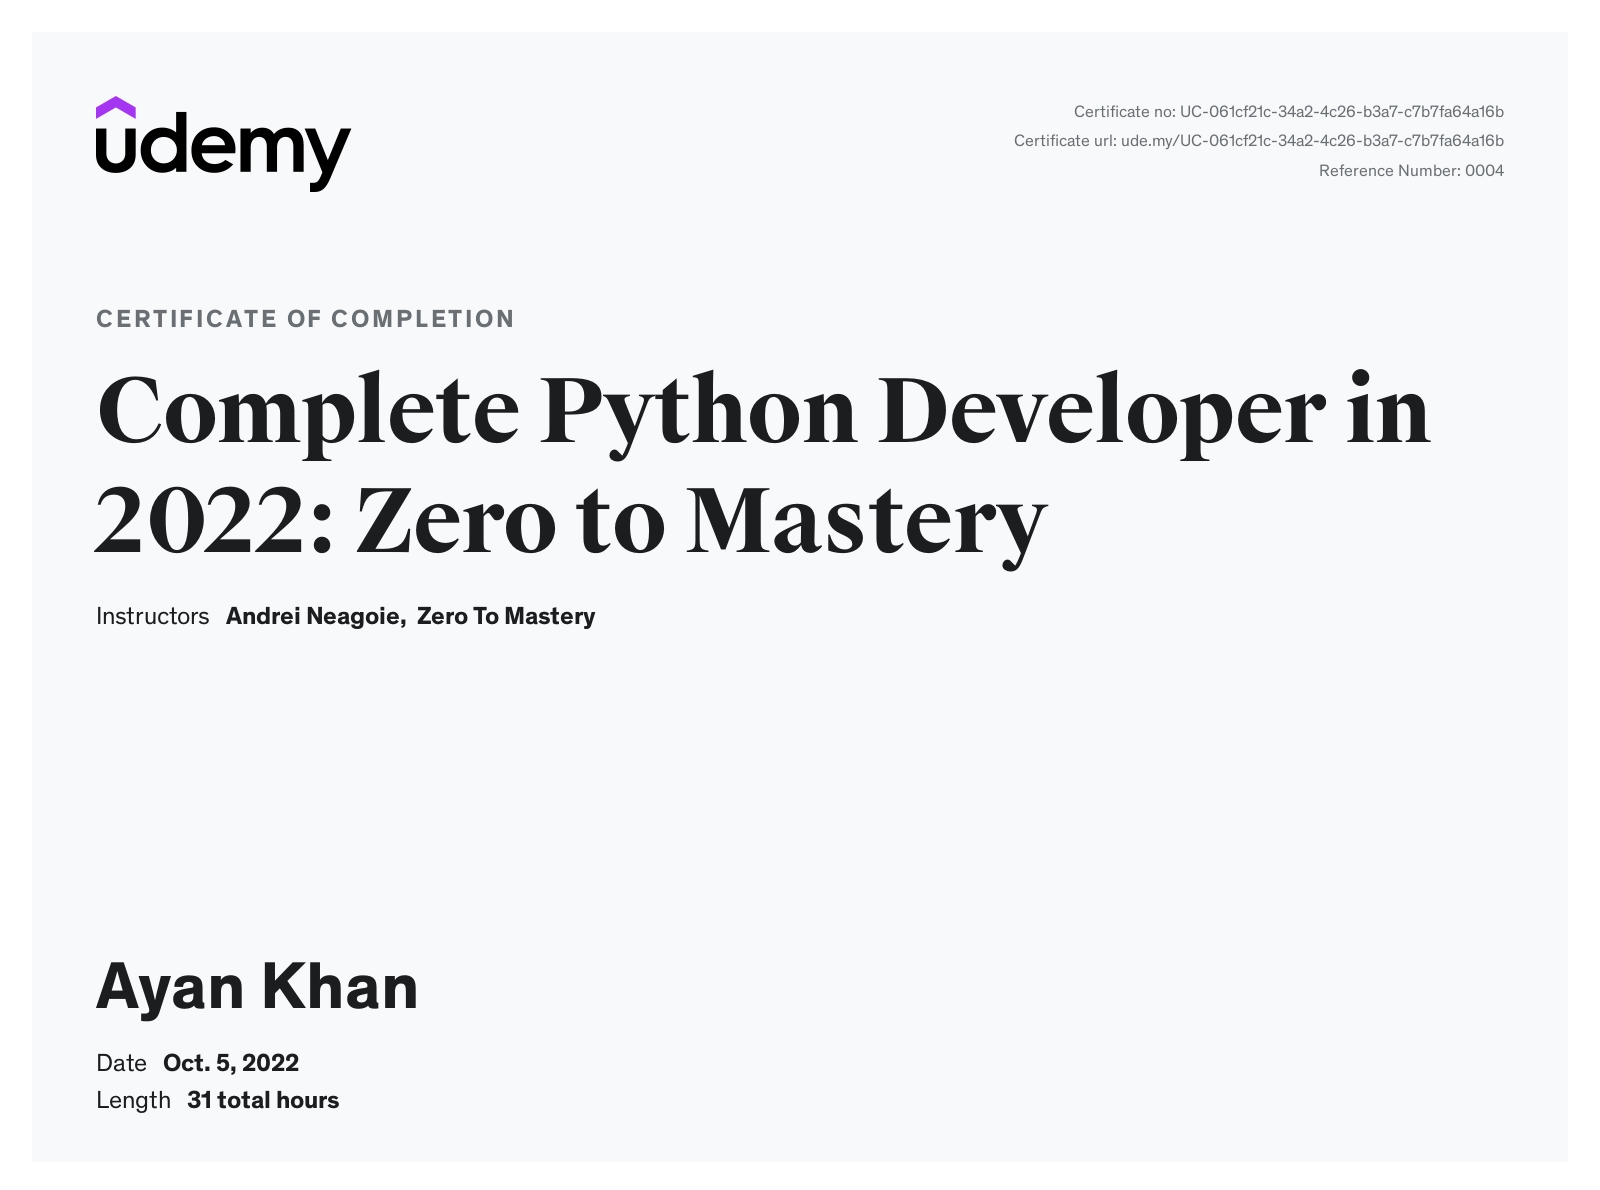 udemy
Certificate no: UC-061cf21c-34a2-4c26-b3a7-c7b7fa64a16b
Certificate url: ude.my/UC-061cf21c-34a2-4c26-b3a7-c7b7fa64a16b
Reference Number: 0004
CERTIFICATE OF COMPLETION
Complete Python Developer in
2022: Zero to Mastery
Instructors Andrei Neagoie, Zero To Mastery
Ayan Khan
Date Oct. 5, 2022
Length 31 total hours